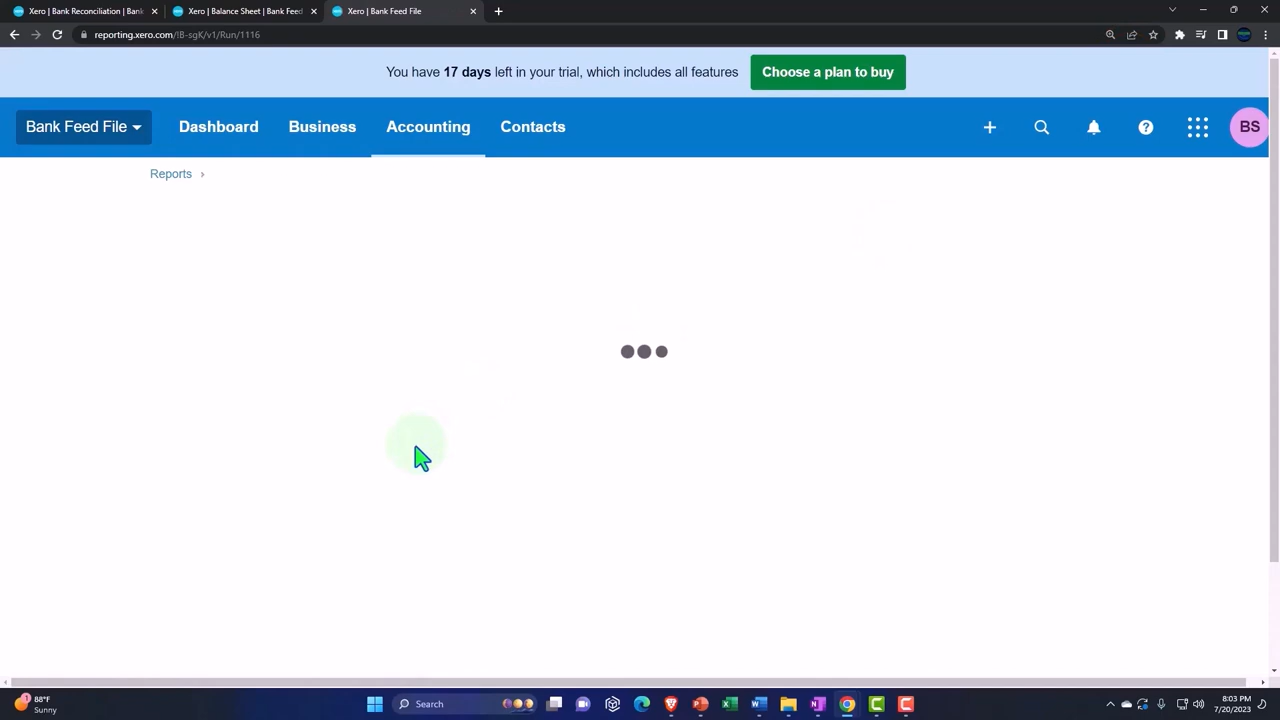 Xero | Bank Reconciliation | Bank
Xero | Balance Sheet | Bank Feed
Xero | Bank Feed File
reporting.xero.com/!B-sgK/v1/Run/1116
You have 17 days left in your trial, which includes all features
Choose a plan to buy
Bank Feed File
Dashboard
Business
Accounting
Contacts
BS
Reports
1
88°F
Sunny
Search
8:03 PM
7/20/2023